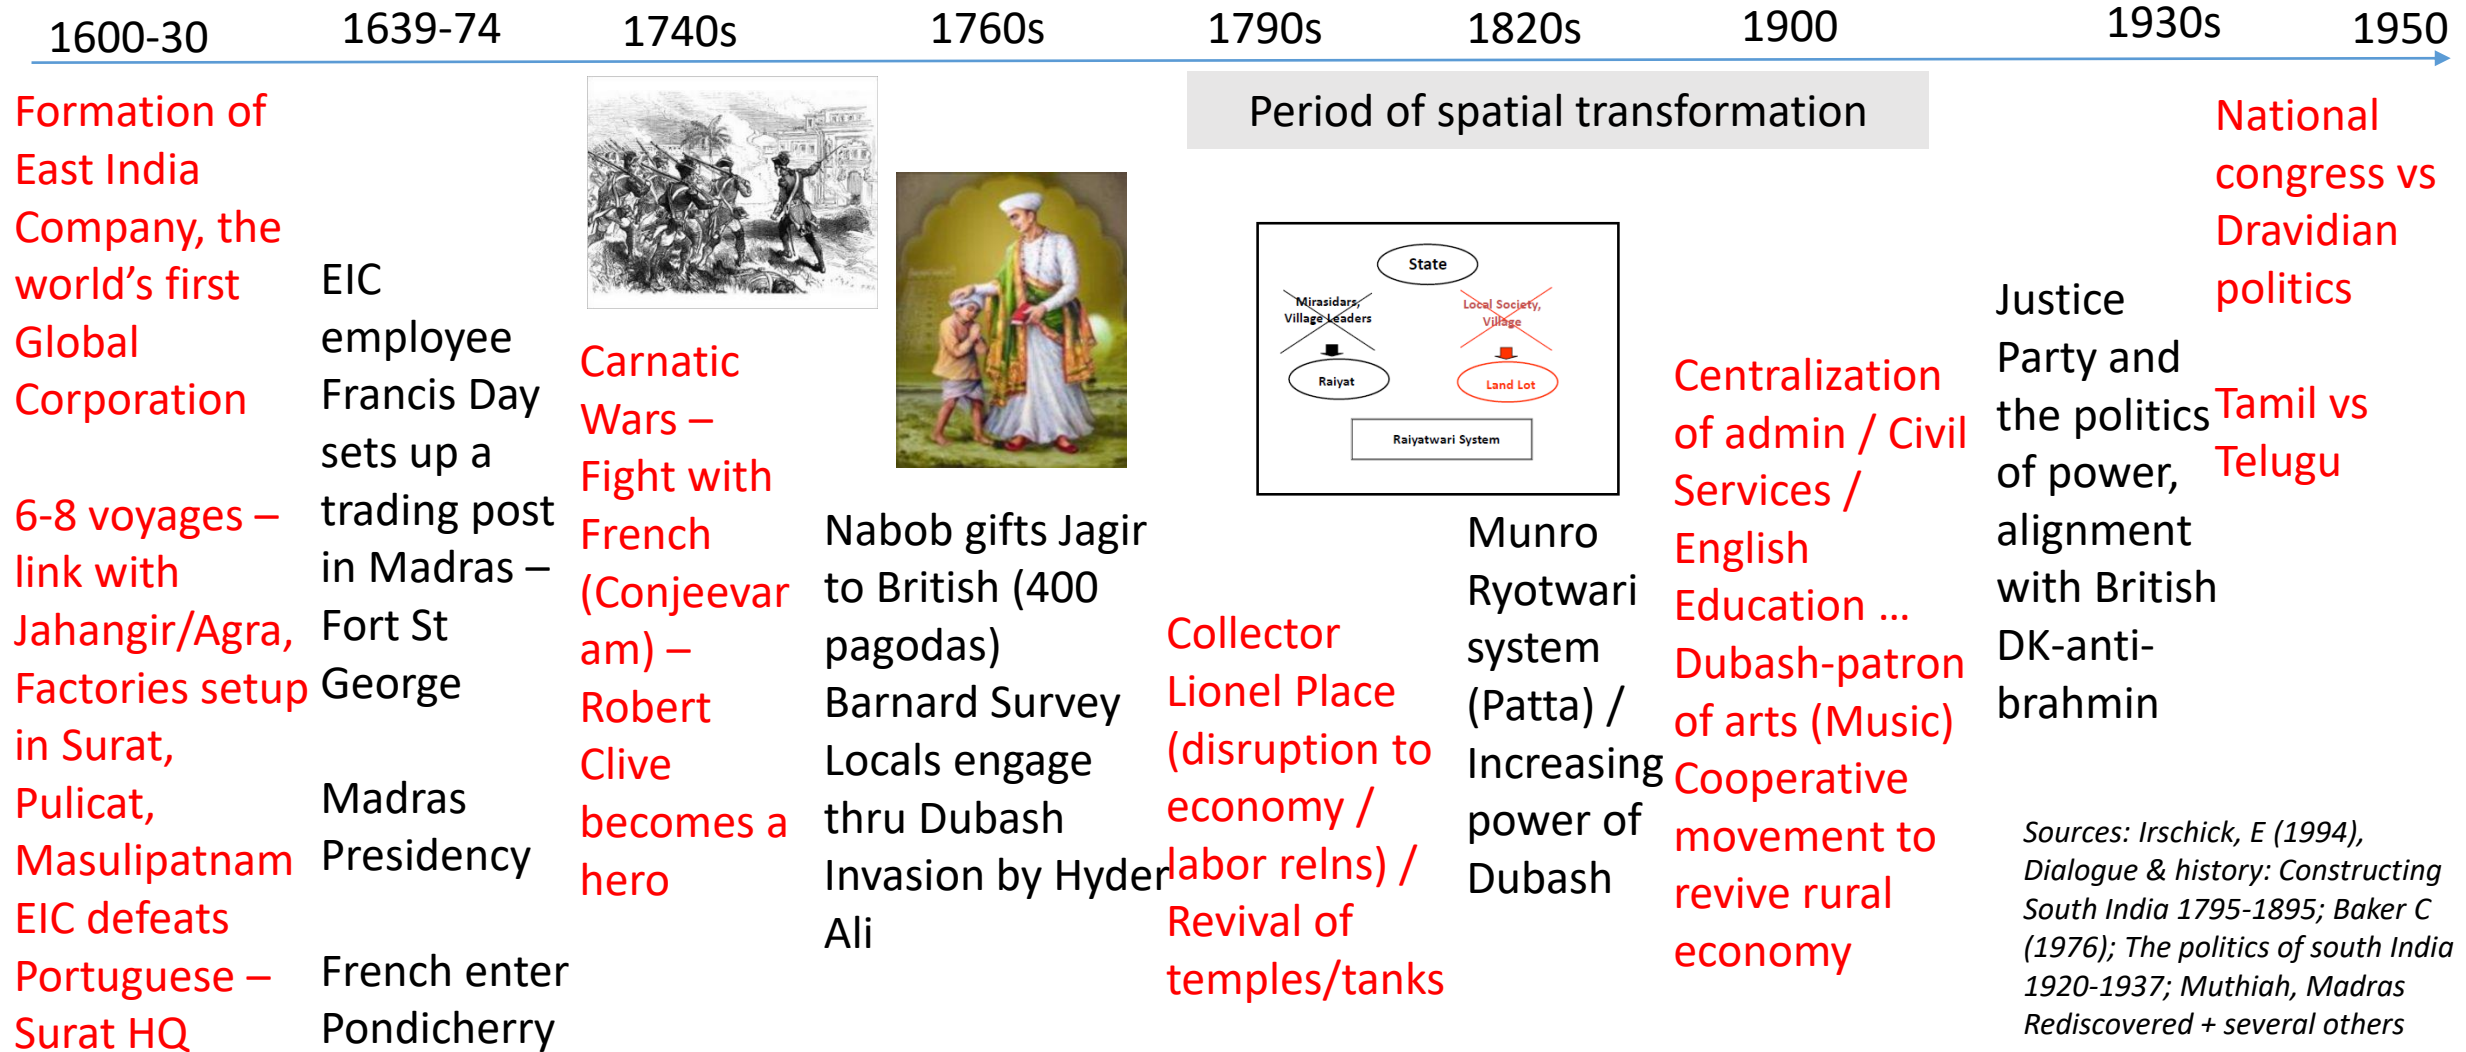 1600-30
1639-74
1740s
1760s
1790s
1820s
1900
1930s
1950
Period of spatial transformation
Formation of
East India
Company, the
world’s first
Global
Corporation
6-8 voyages –
link with
Jahangir/Agra,
Factories setup
in Surat,
Pulicat,
Masulipatnam
EIC defeats
Portuguese –
Surat HQ
EIC
employee
Francis Day
sets up a
trading post
in Madras –
Fort St
George
Madras
Presidency
French enter
Pondicherry
Carnatic
Wars –
Fight with
French
(Conjeevar
am) –
Robert
Clive
becomes a
hero
Nabob gifts Jagir
to British (400
pagodas)
Barnard Survey
Locals engage
thru Dubash
Invasion by Hyder
Ali
State
Mirasidars,
Village Leaders
Local Society,
Village
Raiyat
Land Lot
Raiyatwari System
Collector
Lionel Place
(disruption to
economy /
labor relns) /
Revival of
temples/tanks
Munro
Ryotwari
system
(Patta) /
Increasing
power of
Dubash
Centralization
of admin / Civil
Services /
English
Education ...
Dubash-patron
of arts (Music)
Cooperative
movement to
revive rural
economy
Justice
Party and
the politics
of power,
alignment
with British
DK-anti-
brahmin
National
congress vs
Dravidian
politics
Tamil vs
Telugu
Sources: Irschick, E (1994),
Dialogue & history: Constructing
South India 1795-1895; Baker C
(1976); The politics of south India
1920-1937; Muthiah, Madras
Rediscovered + several others